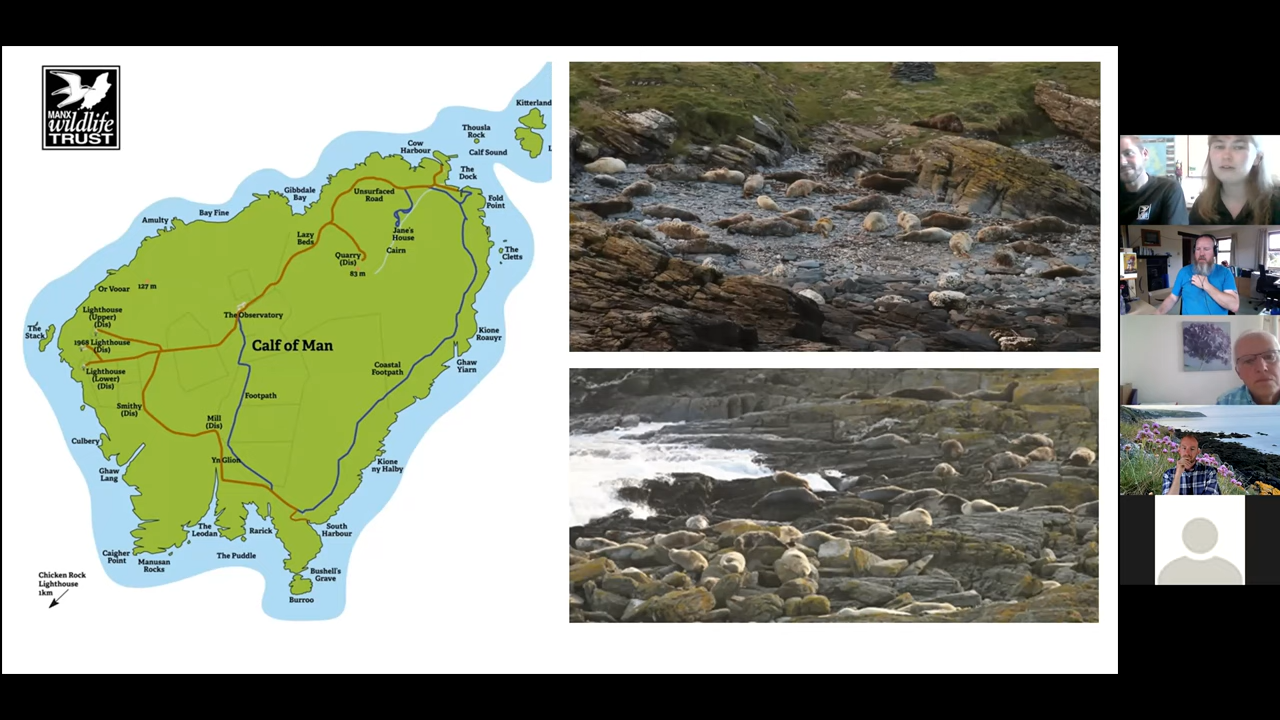 MANX
wildlife
TRUST
Kitterland
Thousla
Rock
Cow
Harbour
Calf Sound
The
Dock
Gibbdale
Bay
Unsurfaced
Road
Fold
Point
Bay Fine
Amulty
Jane's
House
Lazy
Beds
Cairn
The
Cletts
Quarry
(Dis)
83 m
Or Vooar
127 m
Lighthouse
(Upper)
(Dis)
The Observatory
The
Stack
1968 Lighthouse
(Dis)
Calf of Man
Kione
Roauyr
Ghaw
Yiarn
Coastal
Footpath
Lighthouse
(Lower)
(Dis)
Footpath
Smithy
(Dis)
Mill
(Dis)
Culbery
Yn Glion
Kione
ny Halby
Ghaw
Lang
The
Leodan
Rarick
South
Harbour
Caigher
Point
Manusan
Rocks
The Puddle
Bushell's
Grave
Burroo
Chicken Rock
Lighthouse
1km